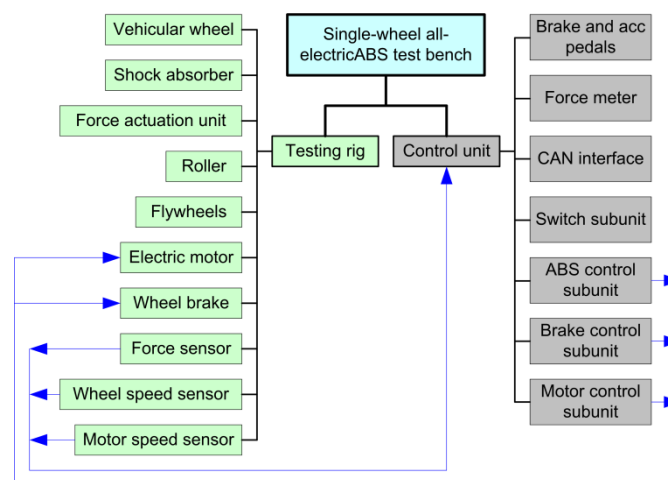 Single-wheel all-
electricABS test bench
Testing rig
Control unit
Vehicular wheel
Shock absorber
Force actuation unit
Roller
Flywheels
Electric motor
Wheel brake
Force sensor
Wheel speed sensor
Motor speed sensor
Brake and acc
pedals
Force meter
CAN interface
Switch subunit
ABS control
subunit
Brake control
subunit
Motor control
subunit